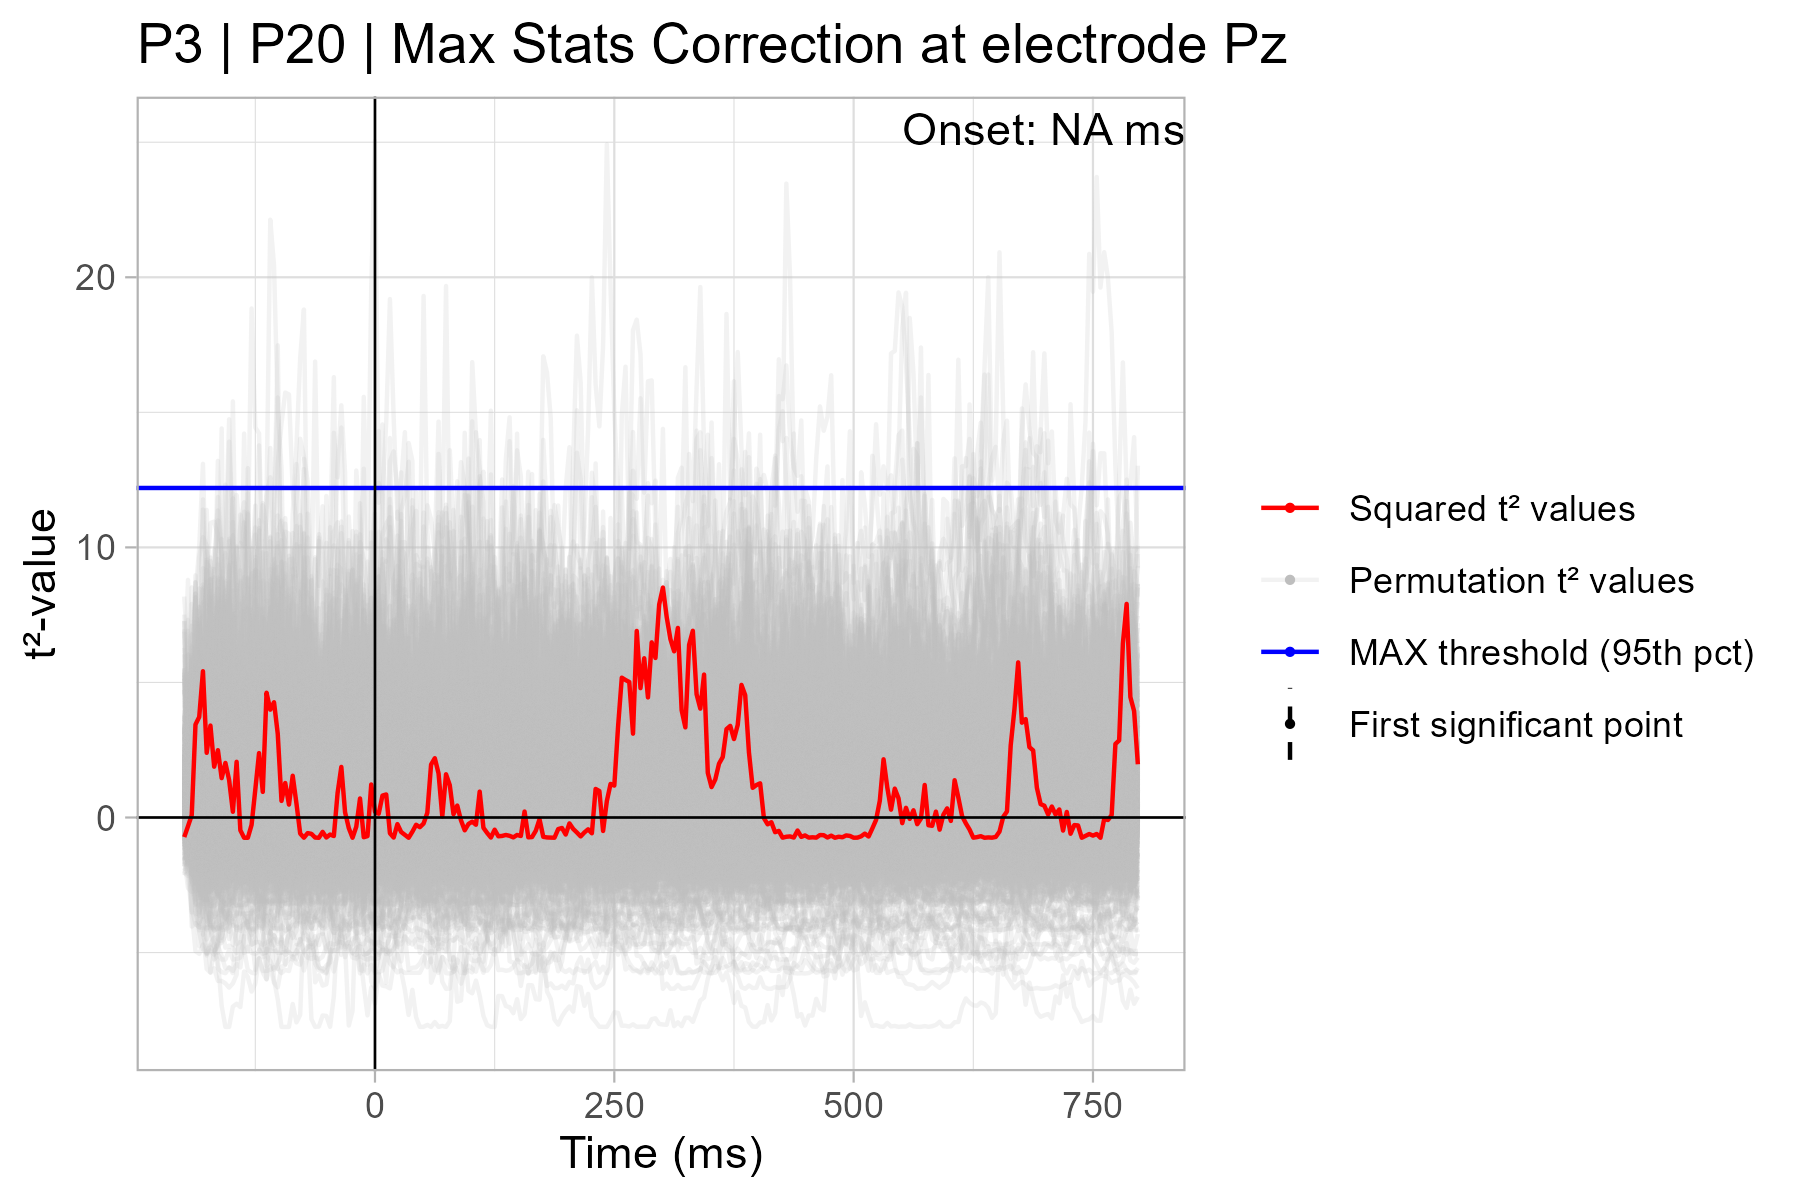 P3 | P20 | Max Stats Correction at electrode Pz
Onset: NA ms
20
10
0
t²-value
0
250
500
750
Time (ms)
Squared t² values
Permutation t² values
MAX threshold (95th pct)
First significant point